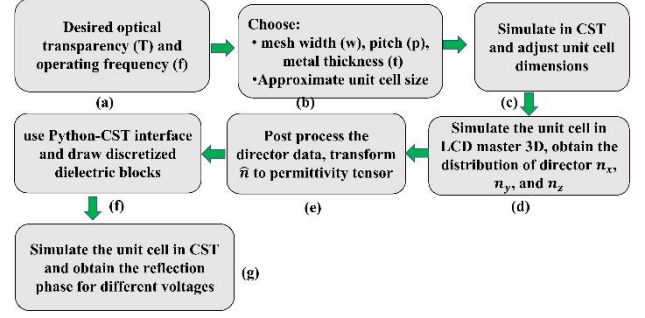 Desired optical
transparency (T) and
operating frequency (f)
(a)
Choose:
• mesh width (w), pitch (p),
metal thickness (t)
•Approximate unit cell size
(b)
Simulate in CST
and adjust unit cell
dimensions
(c)
Simulate the unit cell in
LCD master 3D, obtain the
distribution of director nₓ,
n_y, and n_z
(d)
Post process the
director data, transform
n̂ to permittivity tensor
(e)
use Python-CST interface
and draw discretized
dielectric blocks
(f)
Simulate the unit cell in CST
and obtain the reflection
phase for different voltages
(g)